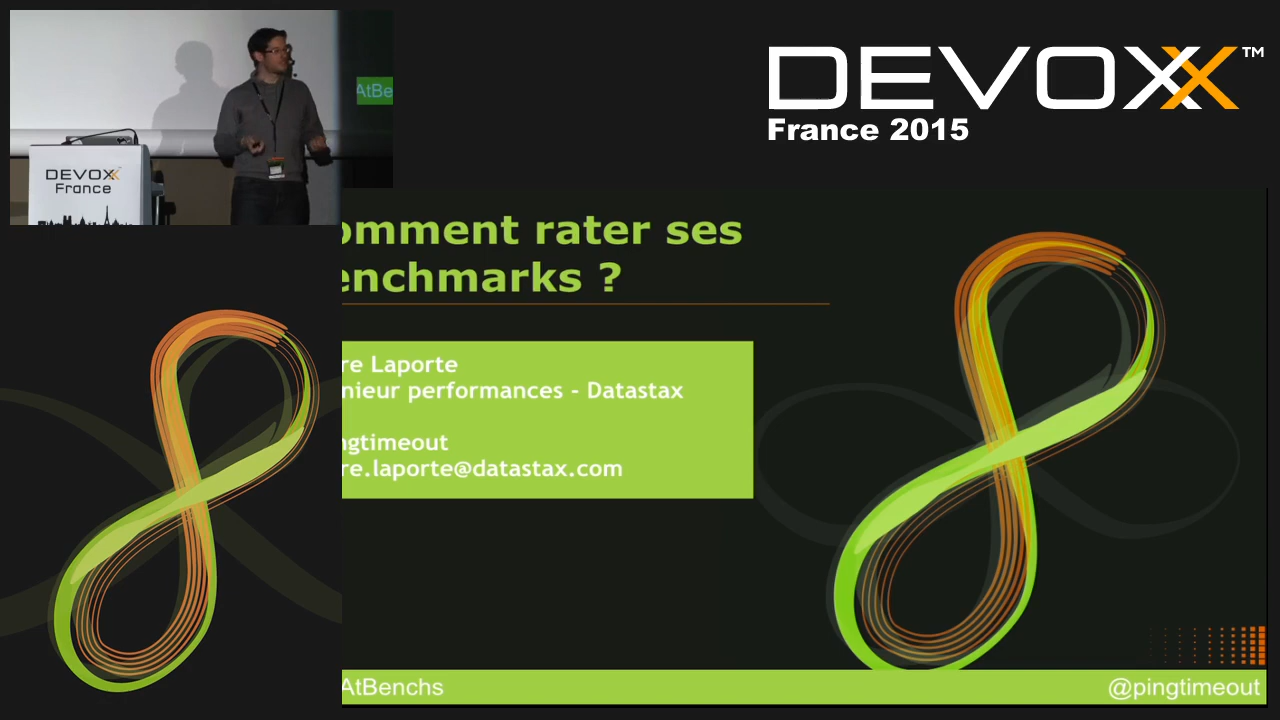 AtBe
DEVOXX
France
DEVOXX™
France 2015
omment rater ses
enchmarks ?
re Laporte
nieur performances - Datastax
ngtimeout
re.laporte@datastax.com
AtBenchs
@pingtimeout